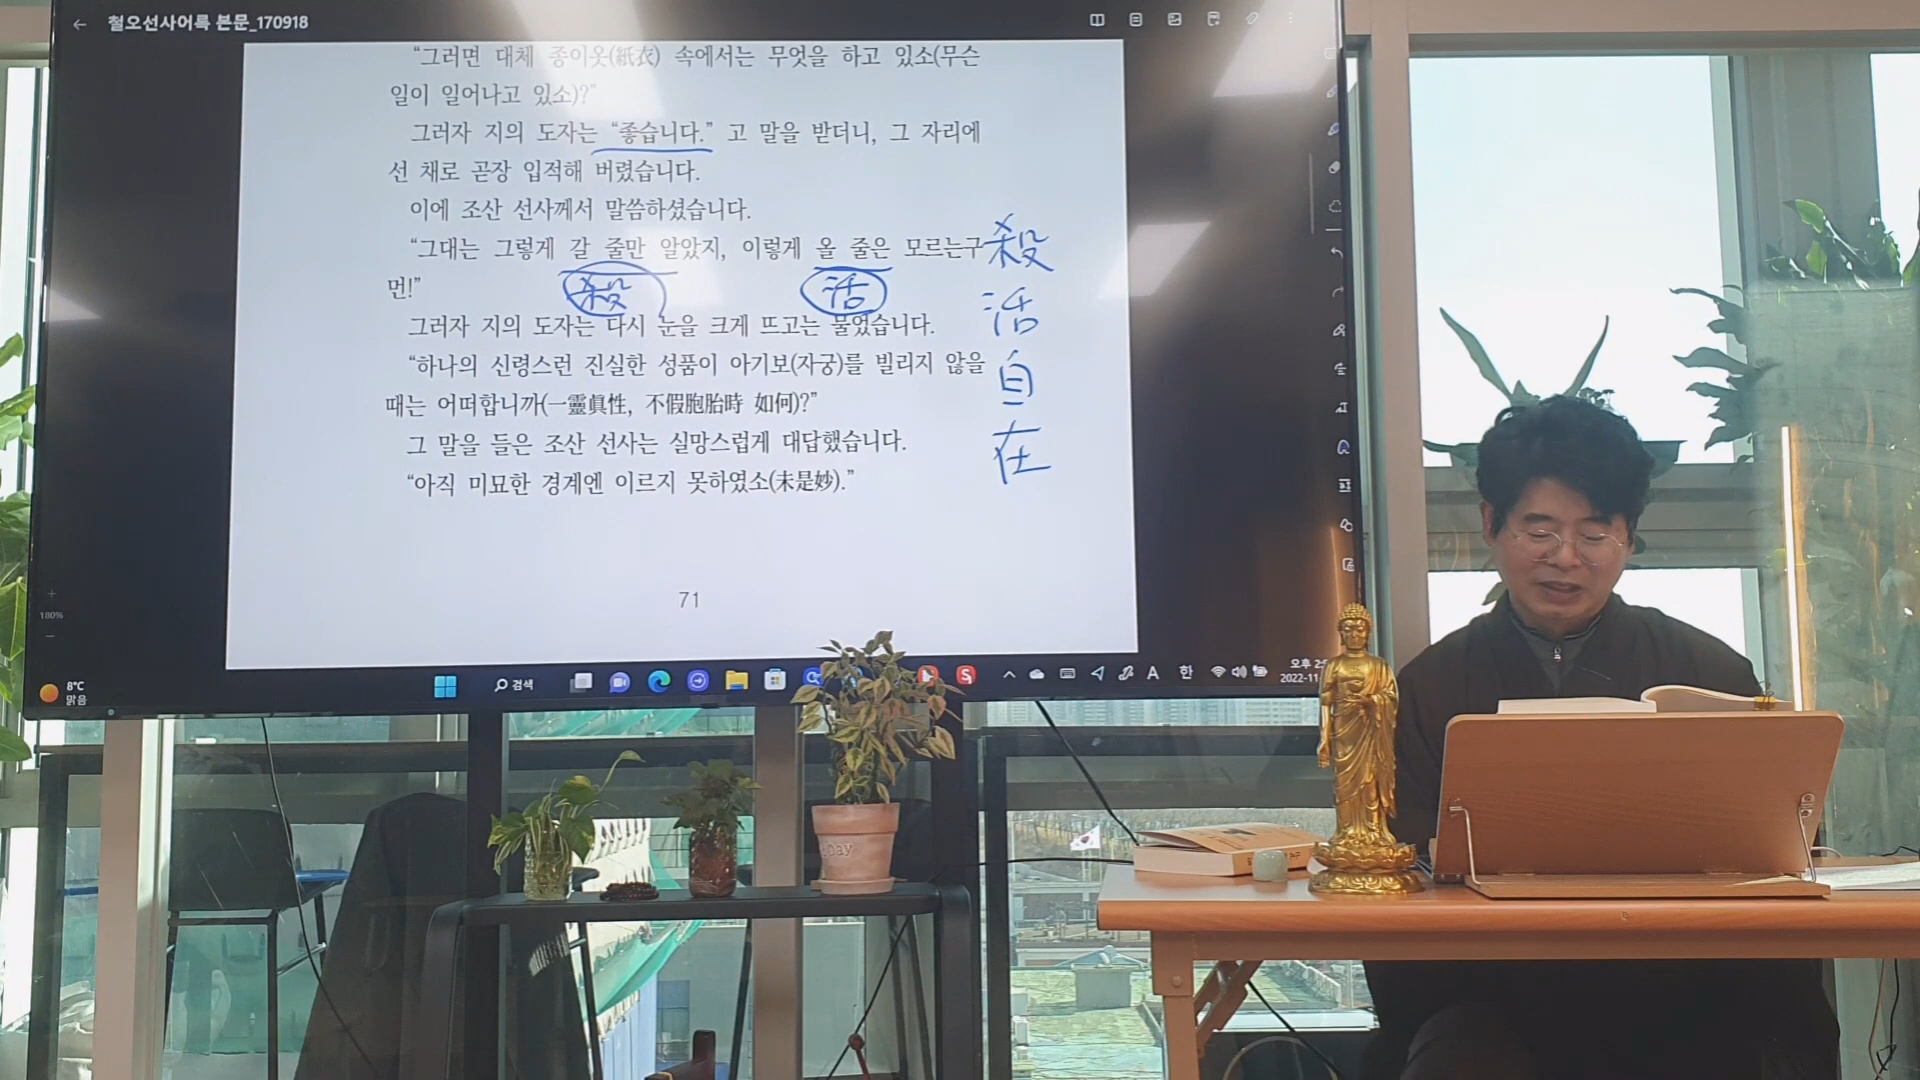 철오선사어록 본문_170918
“그러면 대체 종이옷(紙衣) 속에서는 무엇을 하고 있소(무슨
일이 일어나고 있소)?”
그러자 지의 도자는 “좋습니다.” 고 말을 받더니, 그 자리에
선 채로 곧장 입적해 버렸습니다.
이에 조산 선사께서 말씀하셨습니다.
“그대는 그렇게 갈 줄만 알았지, 이렇게 올 줄은 모르는구
먼!”
殺
活
그러자 지의 도자는 다시 눈을 크게 뜨고는 물었습니다.
“하나의 신령스런 진실한 성품이 아기보(자궁)를 빌리지 않을
때는 어떠합니까(一靈眞性, 不假胞胎時 如何)?”
그 말을 들은 조산 선사는 실망스럽게 대답했습니다.
“아직 미묘한 경계엔 이르지 못하였소(未是妙).”
殺
活
自
在
71
180%
8°C
맑음
검색
A
한
오후
2022-11